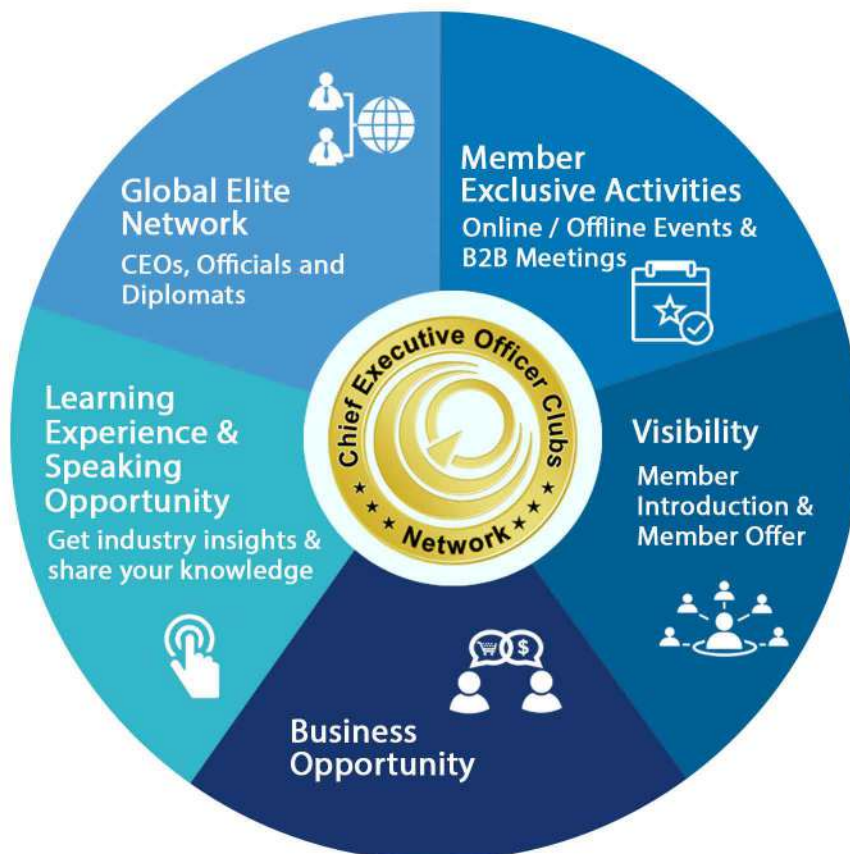 Global Elite
Network
CEOs, Officials and
Diplomats
Member
Exclusive Activities
Online / Offline Events &
B2B Meetings
Learning
Experience &
Speaking
Opportunity
Get industry insights &
share your knowledge
Chief Executive Officer Clubs
Network
Visibility
Member
Introduction &
Member Offer
$
Business
Opportunity